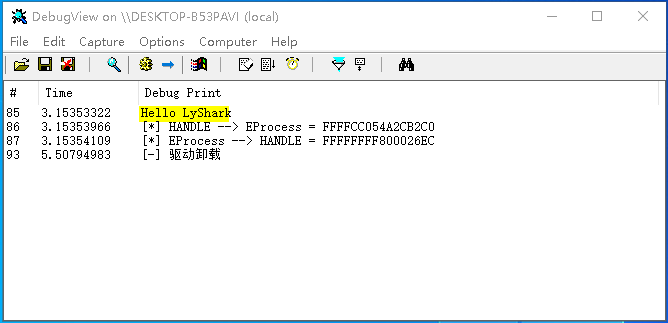 DebugView on \\DESKTOP-B53PAVI (local)
File Edit Capture Options Computer Help
# Time Debug Print
85 3.15353322 Hello LyShark
86 3.15353966 [*] HANDLE --> EProcess = FFFFCC054A2CB2C0
87 3.15354109 [*] EProcess --> HANDLE = FFFFFFFF800026EC
93 5.50794983 [-] 驱动卸载